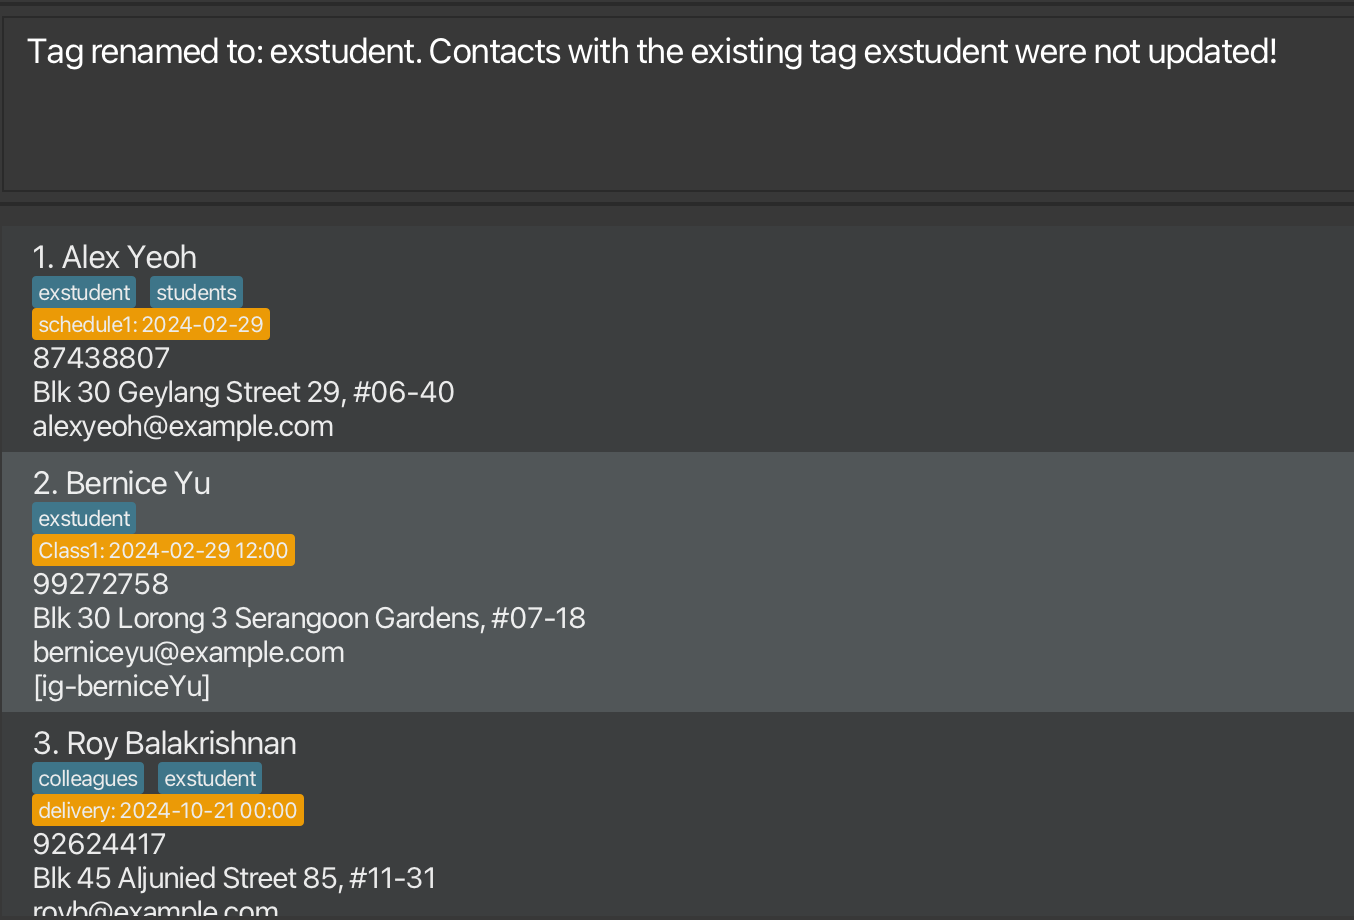 Tag renamed to: exstudent. Contacts with the existing tag exstudent were not updated!
1. Alex Yeoh
exstudent students
schedule1: 2024-02-29
87438807
Blk 30 Geylang Street 29, #06-40
alexyeoh@example.com
2. Bernice Yu
exstudent
Class1: 2024-02-29 12:00
99272758
Blk 30 Lorong 3 Serangoon Gardens, #07-18
berniceyu@example.com
[ig-berniceYu]
3. Roy Balakrishnan
colleagues exstudent
delivery: 2024-10-21 00:00
92624417
Blk 45 Aljunied Street 85, #11-31
royb@example.com